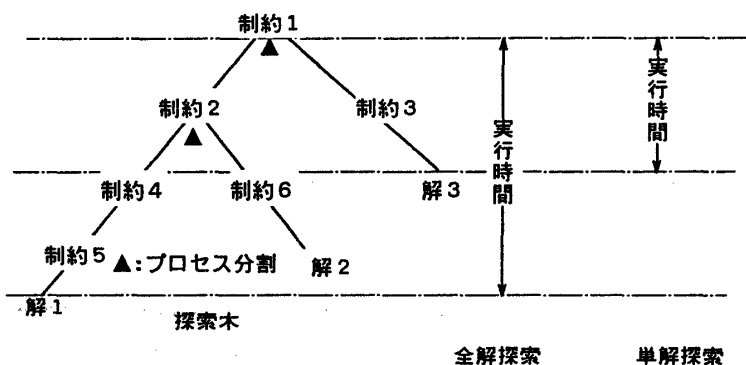 制約1
制約2
制約3
実行時間
実行時間
制約4
制約6
解3
制約5
▲:プロセス分割
解2
解1
探索木
全解探索
単解探索